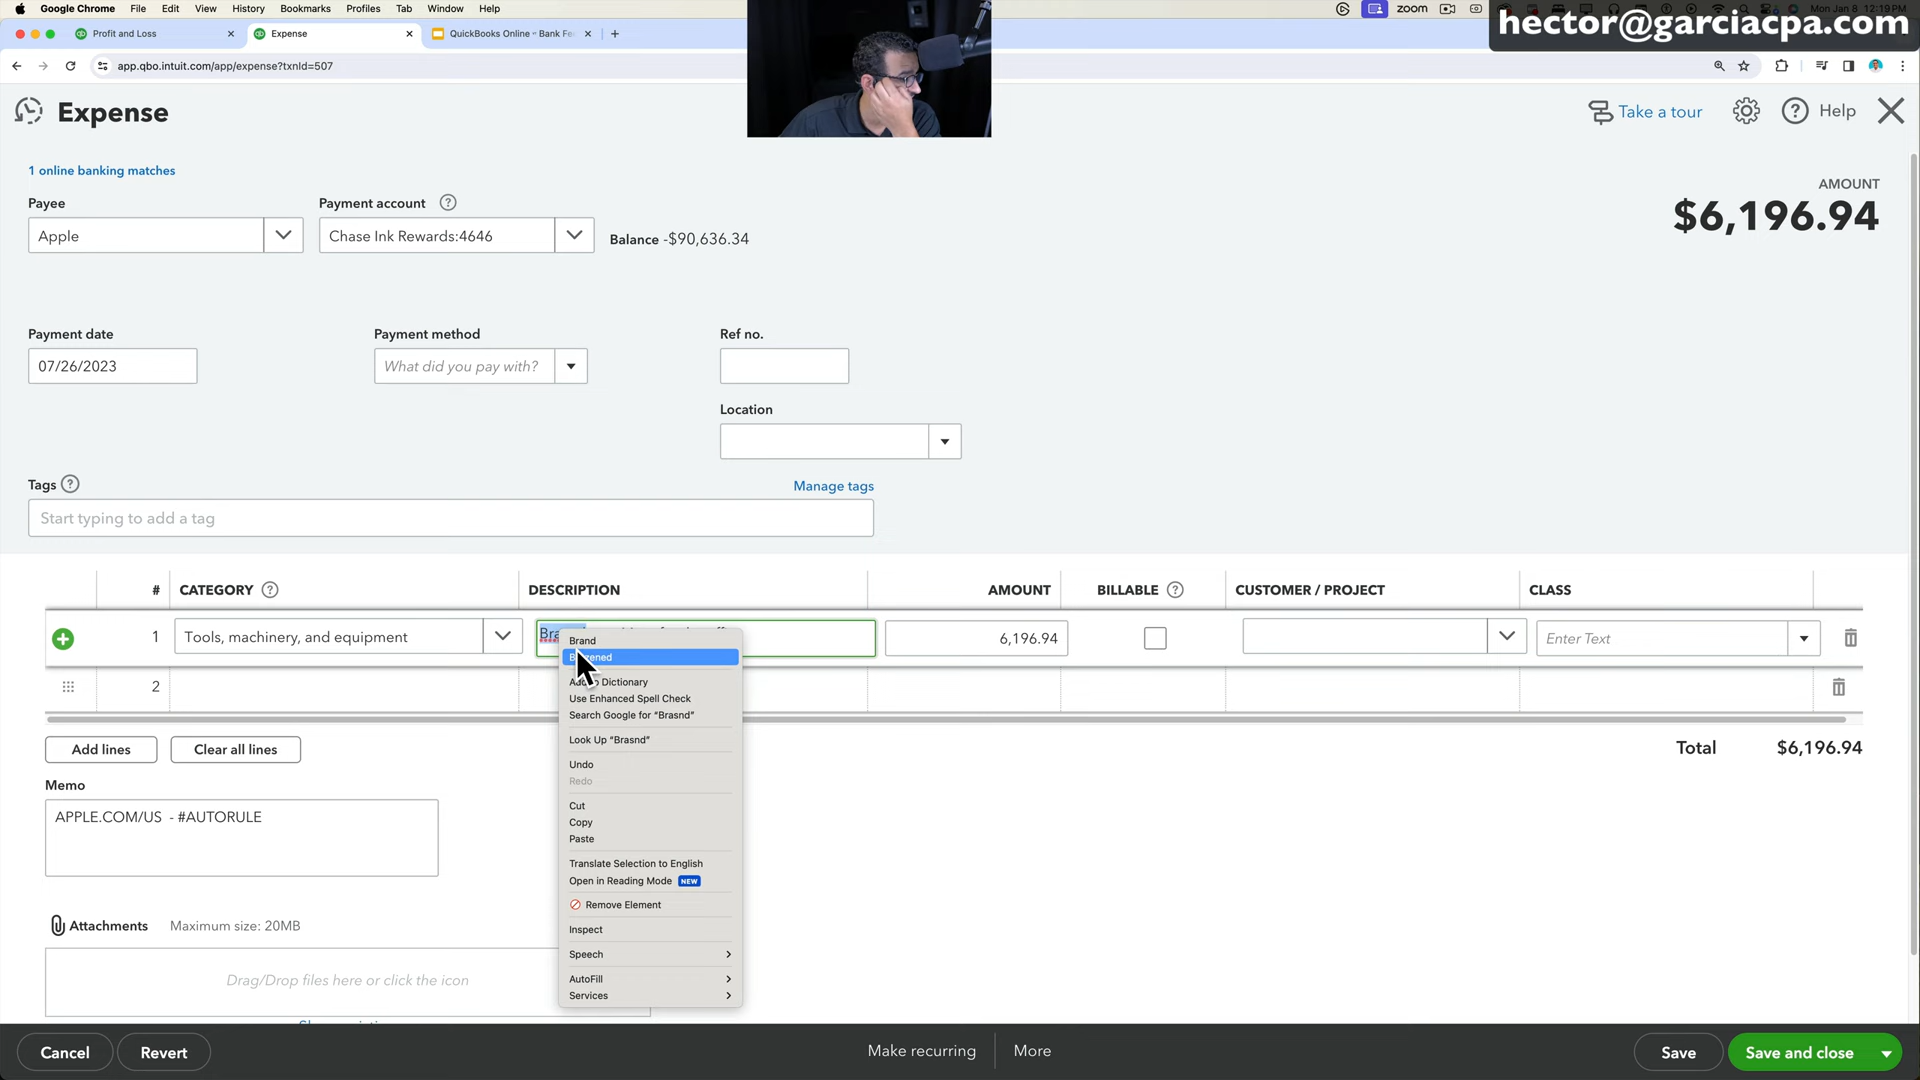 Google Chrome File Edit View History Bookmarks Profiles Tab Window Help zoom Mon Jan 8 12:19 PM
hector@garciacpa.com
Profit and Loss Expense QuickBooks Online - Bank Fe
app.qbo.intuit.com/app/expense?txnId=507
Expense Take a tour Help
1 online banking matches
AMOUNT
$6,196.94
Payee Payment account
Apple Chase Ink Rewards:4646 Balance -$90,636.34
Payment date Payment method Ref no.
07/26/2023 What did you pay with?
Location
Tags Manage tags
Start typing to add a tag
# CATEGORY DESCRIPTION AMOUNT BILLABLE CUSTOMER / PROJECT CLASS
1 Tools, machinery, and equipment 6,196.94 Enter Text
2
Brand
Dictionary
Use Enhanced Spell Check
Search Google for “Brasnd”
Look Up “Brasnd”
Undo
Redo
Cut
Copy
Paste
Translate Selection to English
Open in Reading Mode NEW
Remove Element
Inspect
Speech
AutoFill
Services
Add lines Clear all lines Total $6,196.94
Memo
APPLE.COM/US - #AUTORULE
Attachments Maximum size: 20MB
Drag/Drop files here or click the icon
Cancel Revert Make recurring More Save Save and close